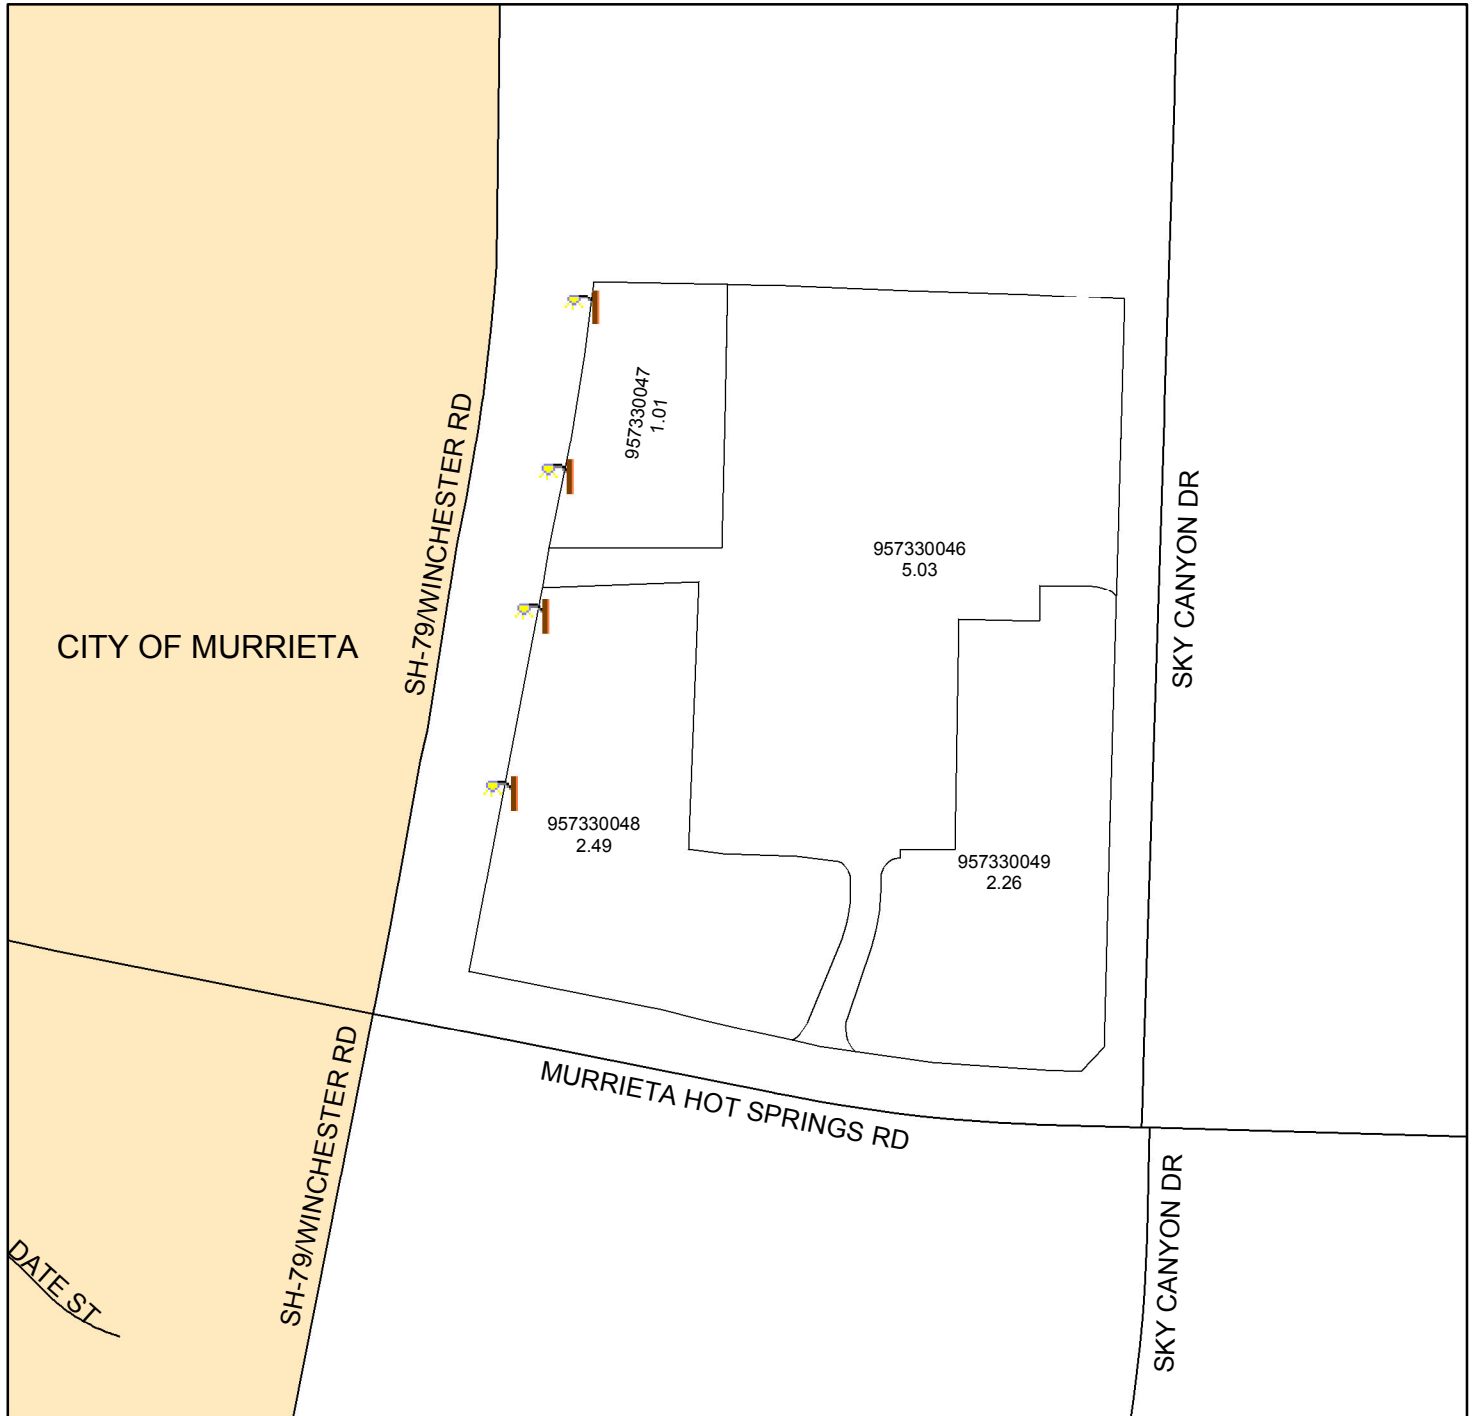 957330047
1.01
SH-79/WINCHESTER RD
957330046
5.03
SKY CANYON DR
CITY OF MURRIETA
957330048
2.49
957330049
2.26
MURRIETA HOT SPRINGS RD
SH-79/WINCHESTER RD
SKY CANYON DR
DATE ST